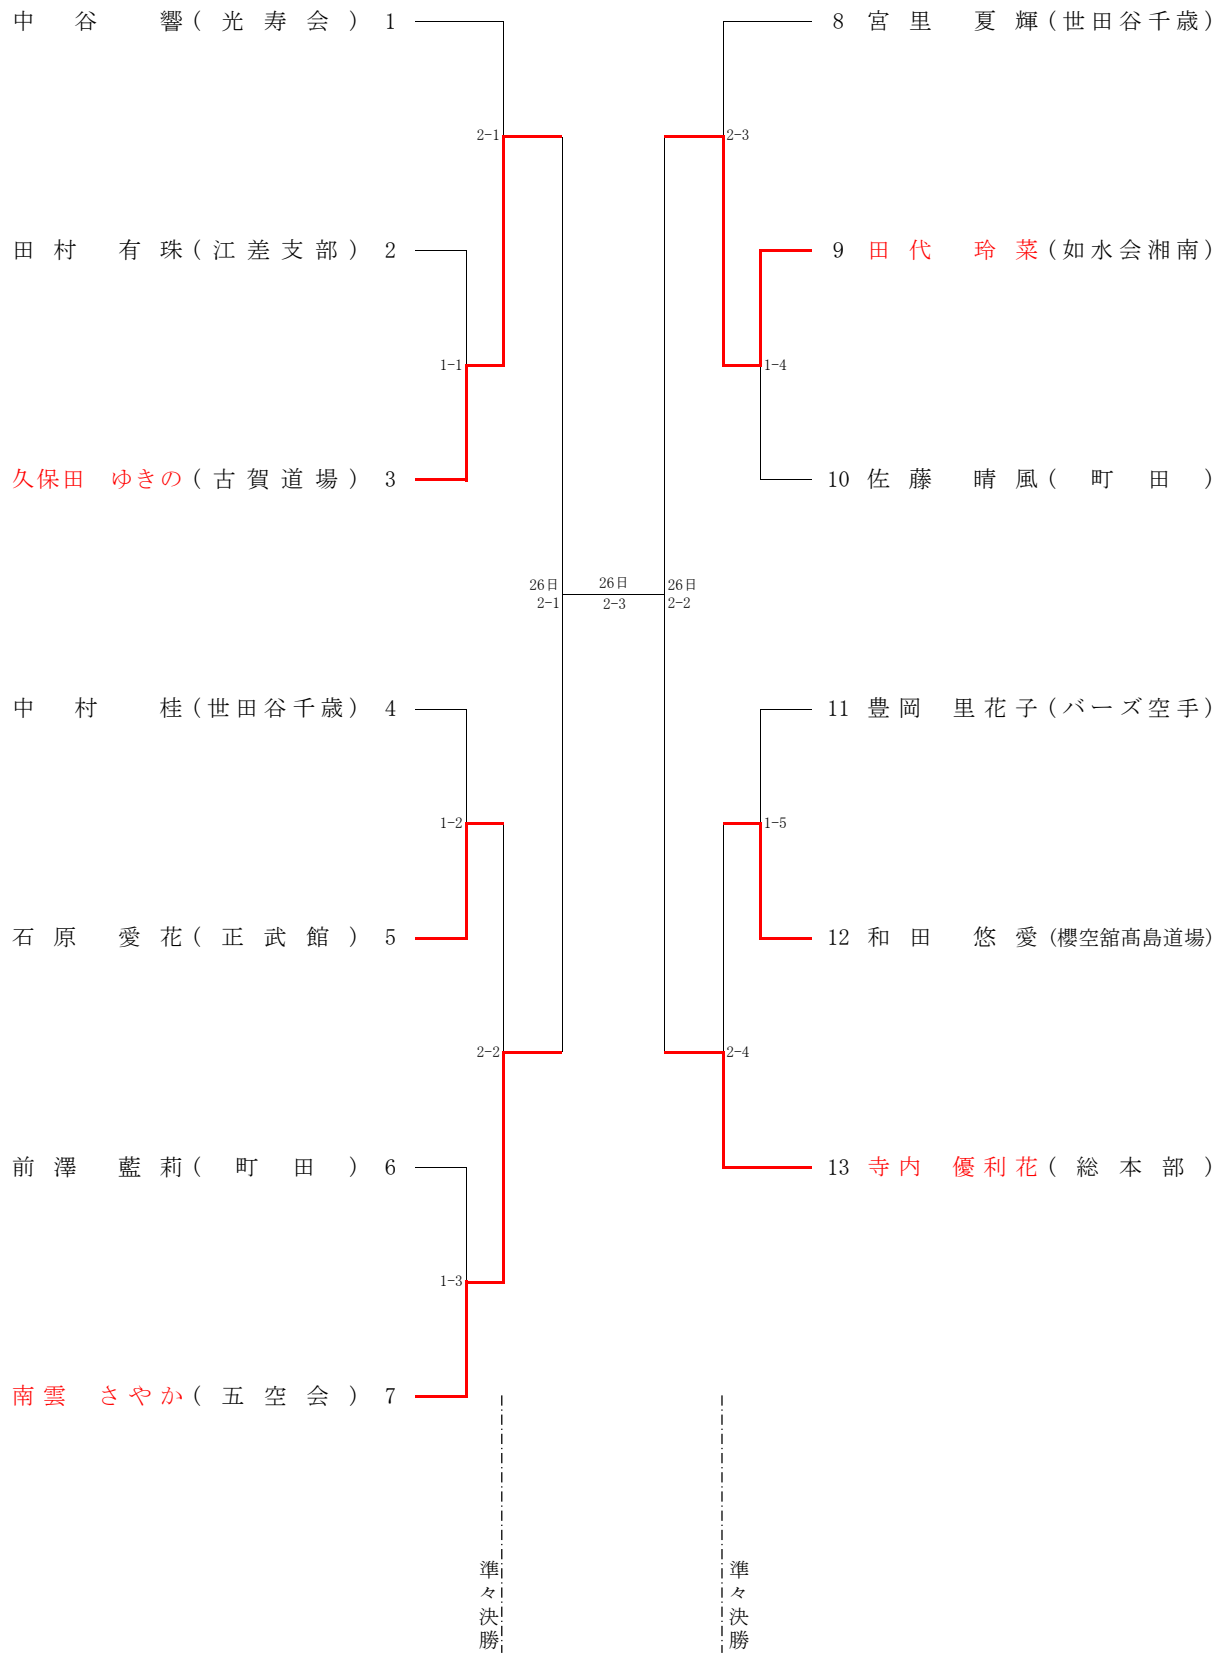 中谷 響(光寿会) 1
2-1
田村 有珠(江差支部) 2
1-1
久保田 ゆきの(古賀道場) 3
中村 桂(世田谷千歳) 4
1-2
石原 愛花(正武館) 5
2-2
前澤 藍莉(町田) 6
1-3
南雲 さやか(五空会) 7
準々決勝
26日
2-1
26日
2-3
26日
2-2
8 宮里 夏輝(世田谷千歳)
2-3
9 田代 玲菜(如水会湘南)
1-4
10 佐藤 晴風(町田)
11 豊岡 里花子(バーズ空手)
1-5
12 和田 悠愛(櫻空舘髙島道場)
2-4
13 寺内 優利花(総本部)
準々決勝